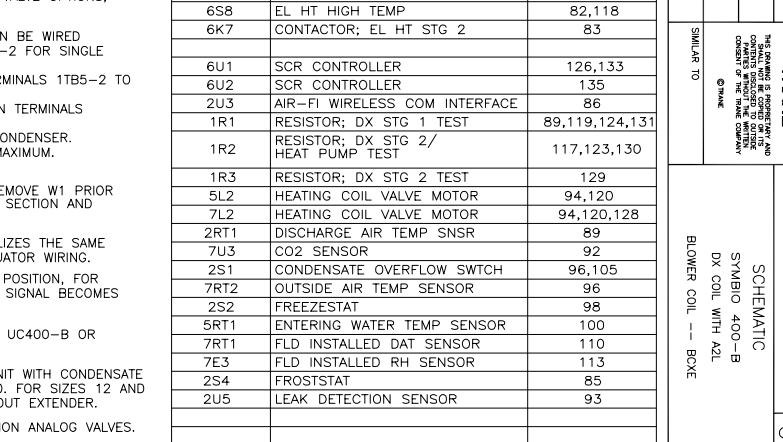 N BE WIRED
-2 FOR SINGLE
RMINALS 1TB5-2 TO
N TERMINALS
ONDENSER.
MAXIMUM.
EMOVE W1 PRIOR
SECTION AND
LIZES THE SAME
UATOR WIRING.
POSITION, FOR
SIGNAL BECOMES
UC400-B OR
NIT WITH CONDENSATE
0. FOR SIZES 12 AND
OUT EXTENDER.
ION ANALOG VALVES.
6S8 EL HT HIGH TEMP 82,118
6K7 CONTACTOR; EL HT STG 2 83
6U1 SCR CONTROLLER 126,133
6U2 SCR CONTROLLER 135
2U3 AIR-FI WIRELESS COM INTERFACE 86
1R1 RESISTOR; DX STG 1 TEST 89,119,124,131
1R2 RESISTOR; DX STG 2/ 117,123,130
HEAT PUMP TEST
1R3 RESISTOR; DX STG 2 TEST 129
5L2 HEATING COIL VALVE MOTOR 94,120
7L2 HEATING COIL VALVE MOTOR 94,120,128
2RT1 DISCHARGE AIR TEMP SNSR 89
7U3 CO2 SENSOR 92
2S1 CONDENSATE OVERFLOW SWTCH 96,105
7RT2 OUTSIDE AIR TEMP SENSOR 96
2S2 FREEZESTAT 98
5RT1 ENTERING WATER TEMP SENSOR 100
7RT1 FLD INSTALLED DAT SENSOR 110
7E3 FLD INSTALLED RH SENSOR 113
2S4 FROSTSTAT 85
2U5 LEAK DETECTION SENSOR 93
THIS DRAWING IS PROPRIETARY AND
SHALL NOT BE COPIED OR ITS
CONTENTS DISCLOSED TO OUTSIDE
PARTIES WITHOUT THE WRITTEN
CONSENT OF THE TRANE COMPANY
© TRANE
SIMILAR TO
SCHEMATIC
SYMBIO 400-B
DX COIL WITH A2L
BLOWER COIL -- BCXE